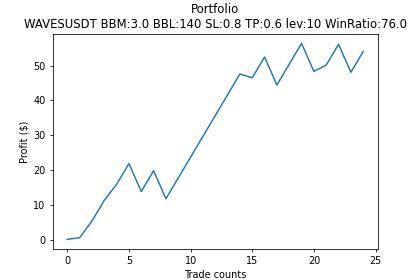 Portfolio
WAVESUSDT BBM:3.0 BBL:140 SL:0.8 TP:0.6 lev:10 WinRatio:76.0
50
40
30
20
10
0
Profit ($)
0 5 10 15 20 25
Trade counts